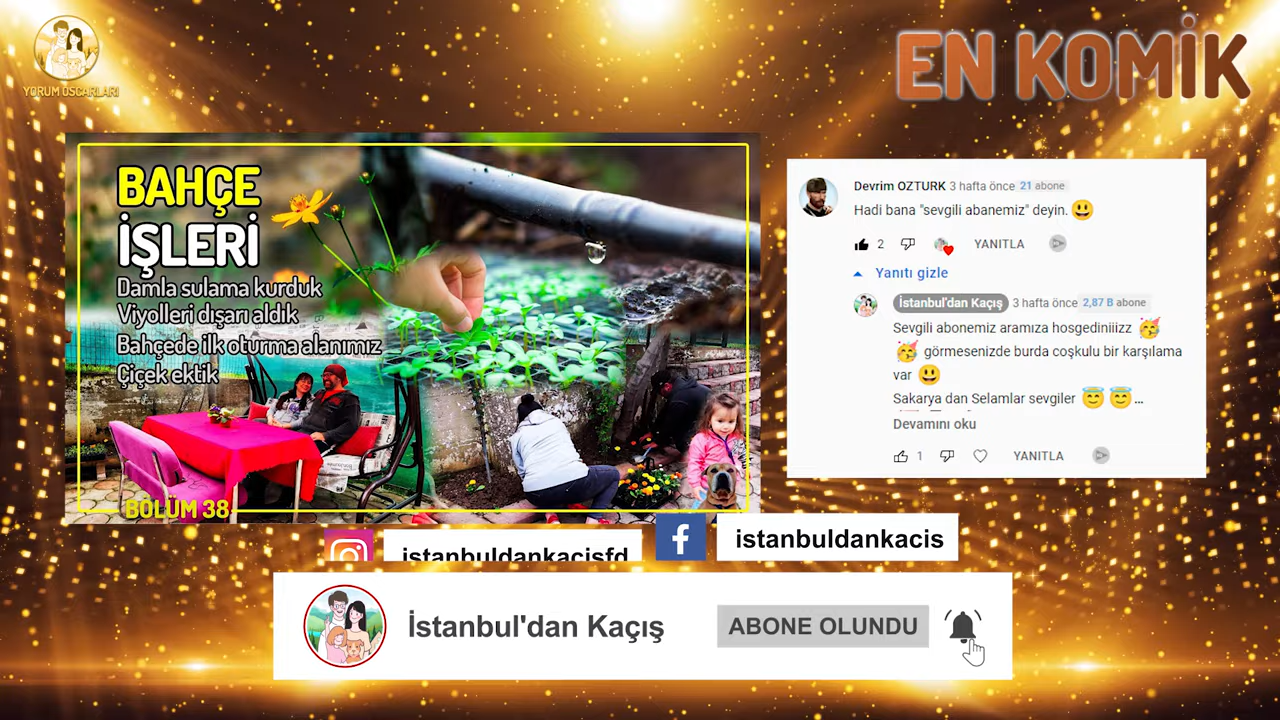 YORUM OSCARLARI
EN KOMİK
BAHÇE
İŞLERİ
Damla sulama kurduk
Viyolleri dışarı aldık
Bahçede ilk oturma alanımız
Çiçek ektik
BÖLÜM 38
Devrim OZTURK 3 hafta önce 21 abone
Hadi bana "sevgili abanemiz" deyin. 😃
2 YANITLA
Yanıtı gizle
İstanbul'dan Kaçış 3 hafta önce 2,87 B abone
Sevgili abonemiz aramıza hosgediniiizz 🥳
🥳 görmesenizde burda coşkulu bir karşılama
var 😃
Sakarya dan Selamlar sevgiler 😇 😇 ...
Devamını oku
1 YANITLA
istanbuldankacisfd
istanbuldankacis
İstanbul'dan Kaçış
ABONE OLUNDU